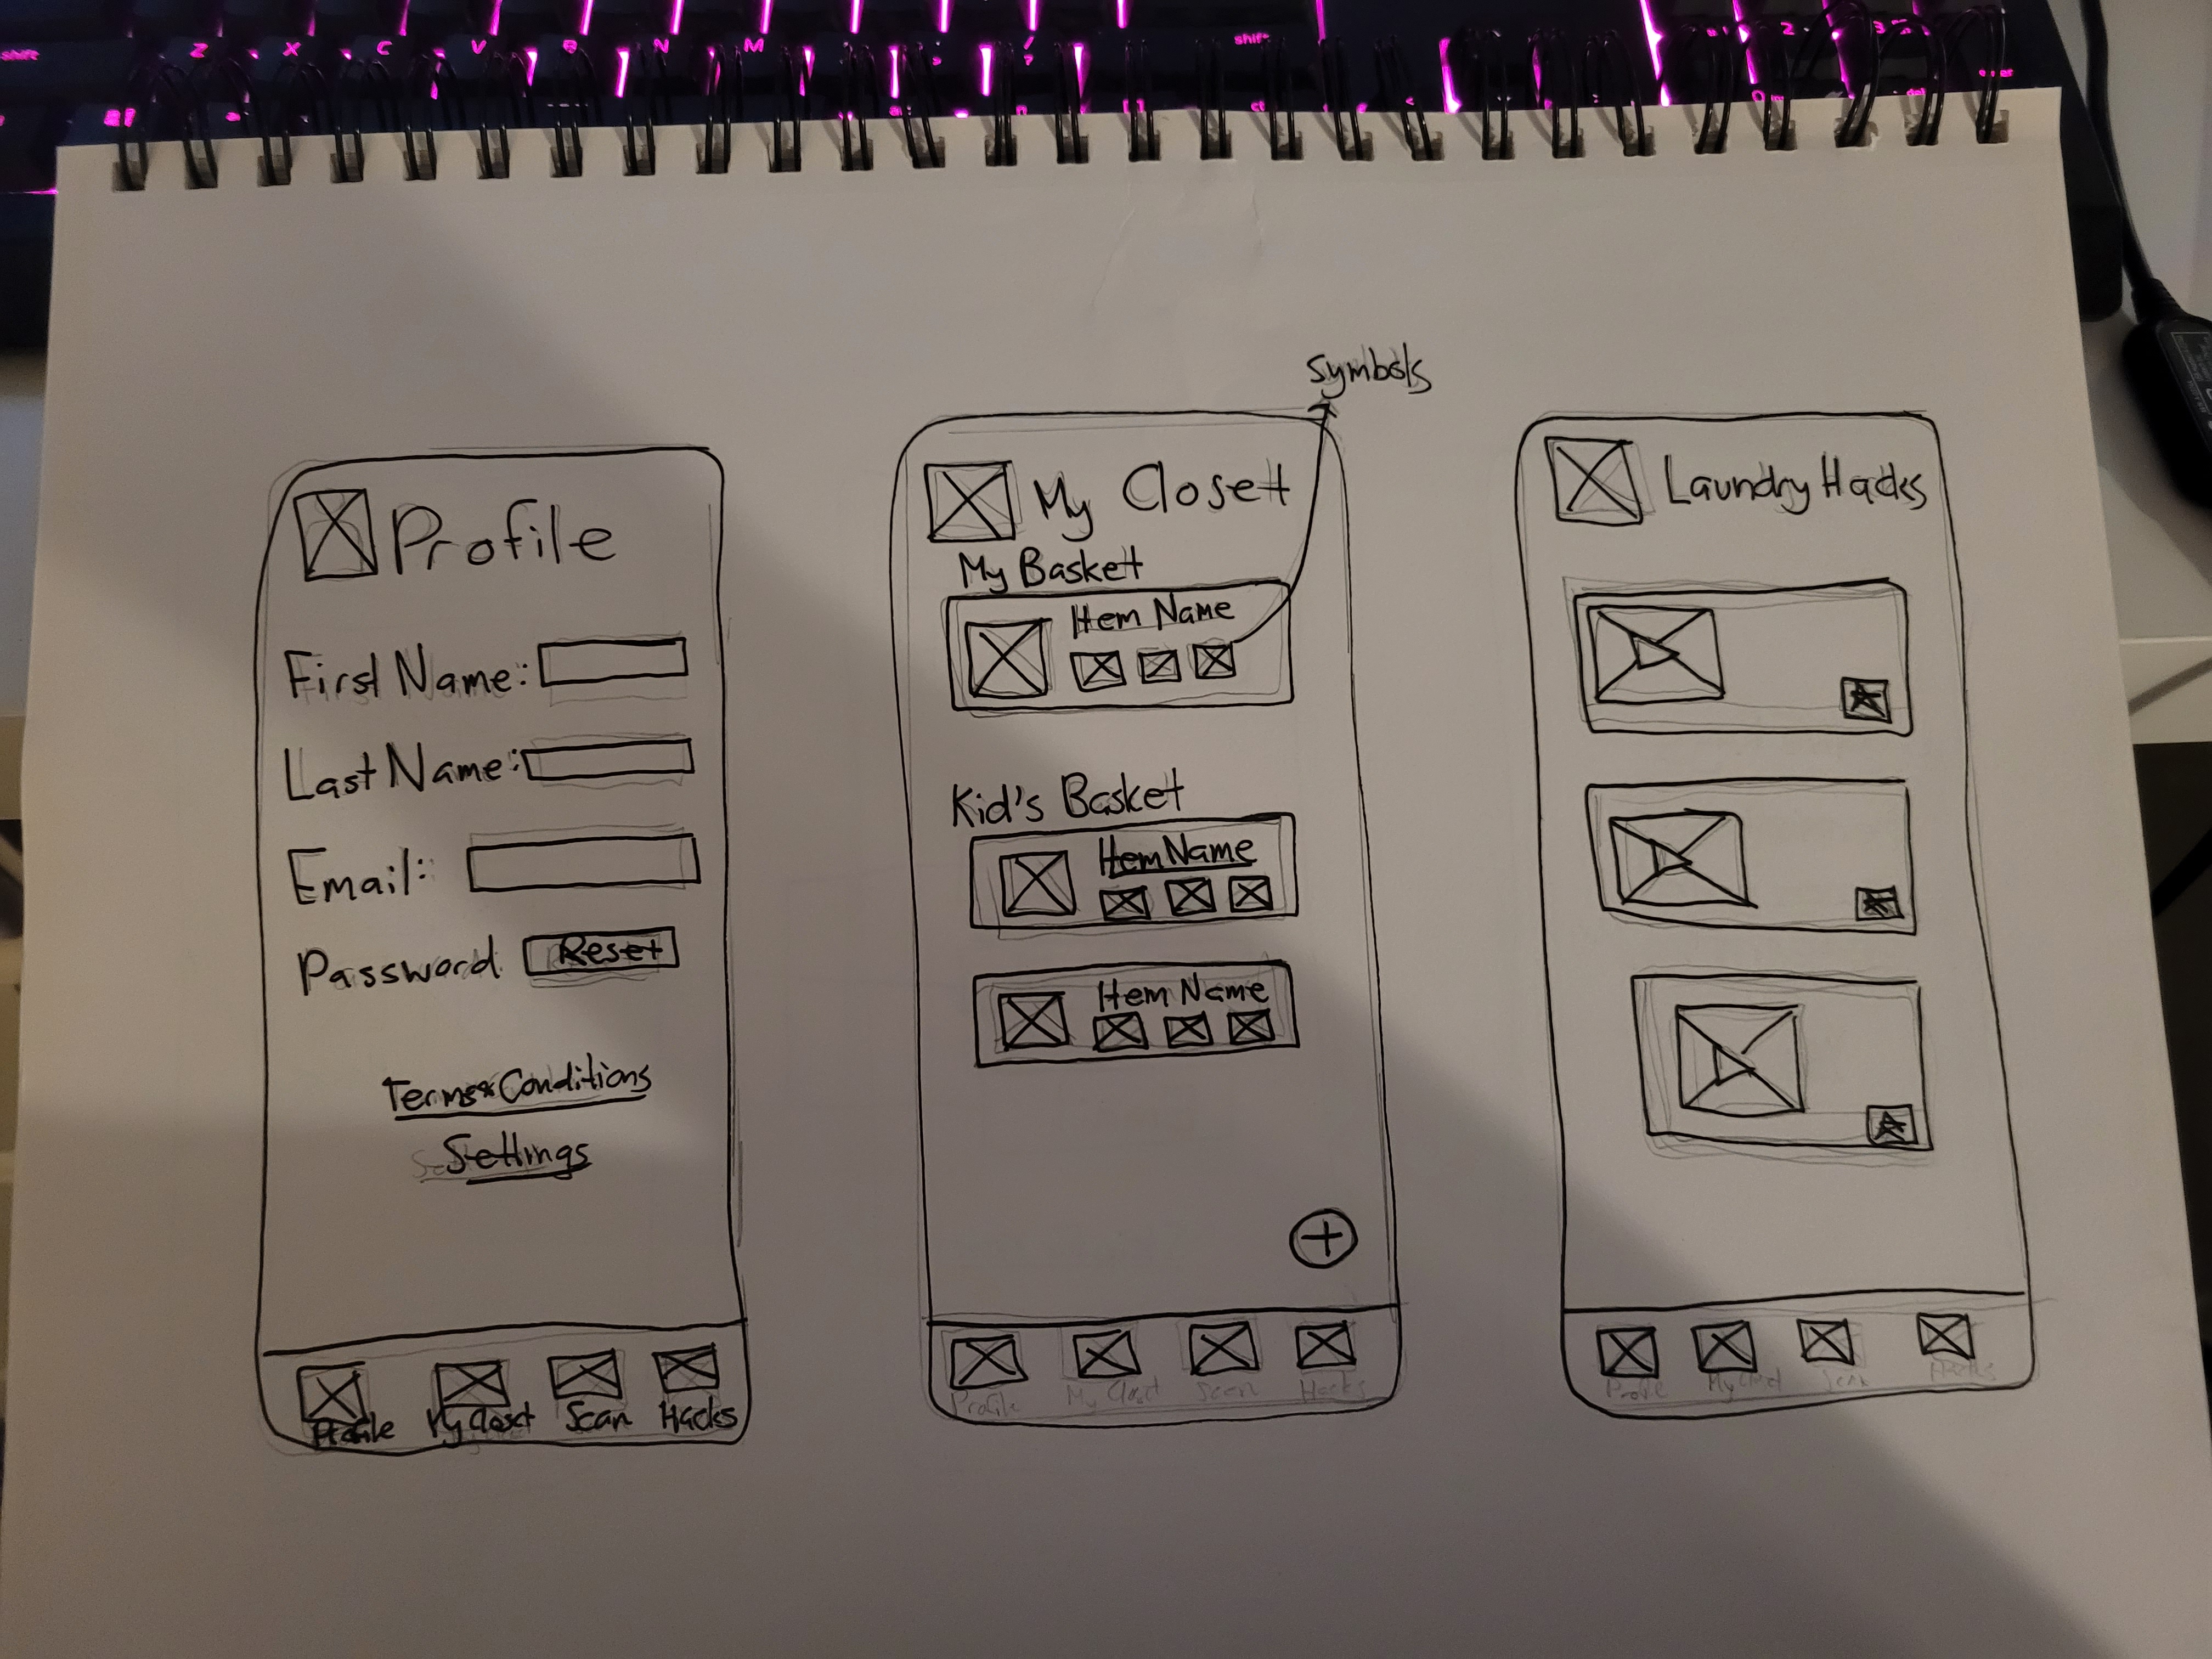 shift
Z X C V B N M
shift
Profile
First Name:
Last Name:
Email:
Password Reset
Terms & Conditions
Settings
Profile My Closet Scan Hacks
Symbols
My Closet
My Basket
Item Name
Kid's Basket
Item Name
Item Name
Profile My Closet Scan Hacks
Laundry Hacks
Profile My Closet Scan Hacks